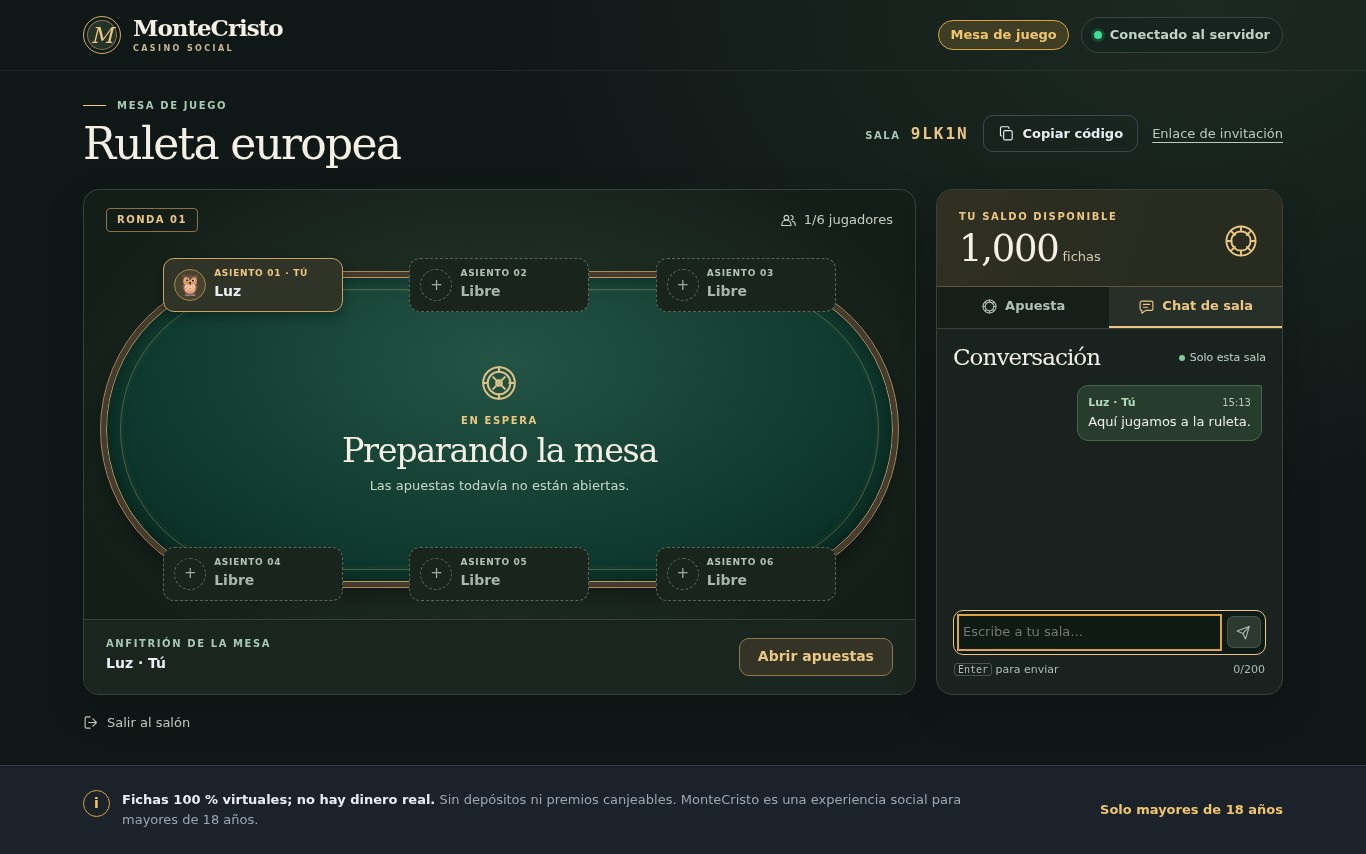 M
MonteCristo
CASINO SOCIAL
Mesa de juego
Conectado al servidor
MESA DE JUEGO
Ruleta europea
SALA 9LK1N
Copiar código
Enlace de invitación
RONDA 01
1/6 jugadores
ASIENTO 01 · TÚ
Luz
ASIENTO 02
Libre
ASIENTO 03
Libre
EN ESPERA
Preparando la mesa
Las apuestas todavía no están abiertas.
ASIENTO 04
Libre
ASIENTO 05
Libre
ASIENTO 06
Libre
ANFITRIÓN DE LA MESA
Luz · Tú
Abrir apuestas
TU SALDO DISPONIBLE
1,000 fichas
Apuesta
Chat de sala
Conversación
Solo esta sala
Luz · Tú 15:13
Aquí jugamos a la ruleta.
Escribe a tu sala...
Enter para enviar
0/200
Salir al salón
i
Fichas 100 % virtuales; no hay dinero real. Sin depósitos ni premios canjeables. MonteCristo es una experiencia social para
mayores de 18 años.
Solo mayores de 18 años